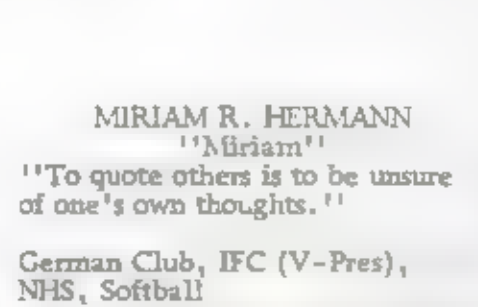 MIRIAM R. HERMANN
''Miriam''
''To quote others is to be unsure
of one's own thoughts.''
German Club, IFC (V-Pres),
NHS, Softball